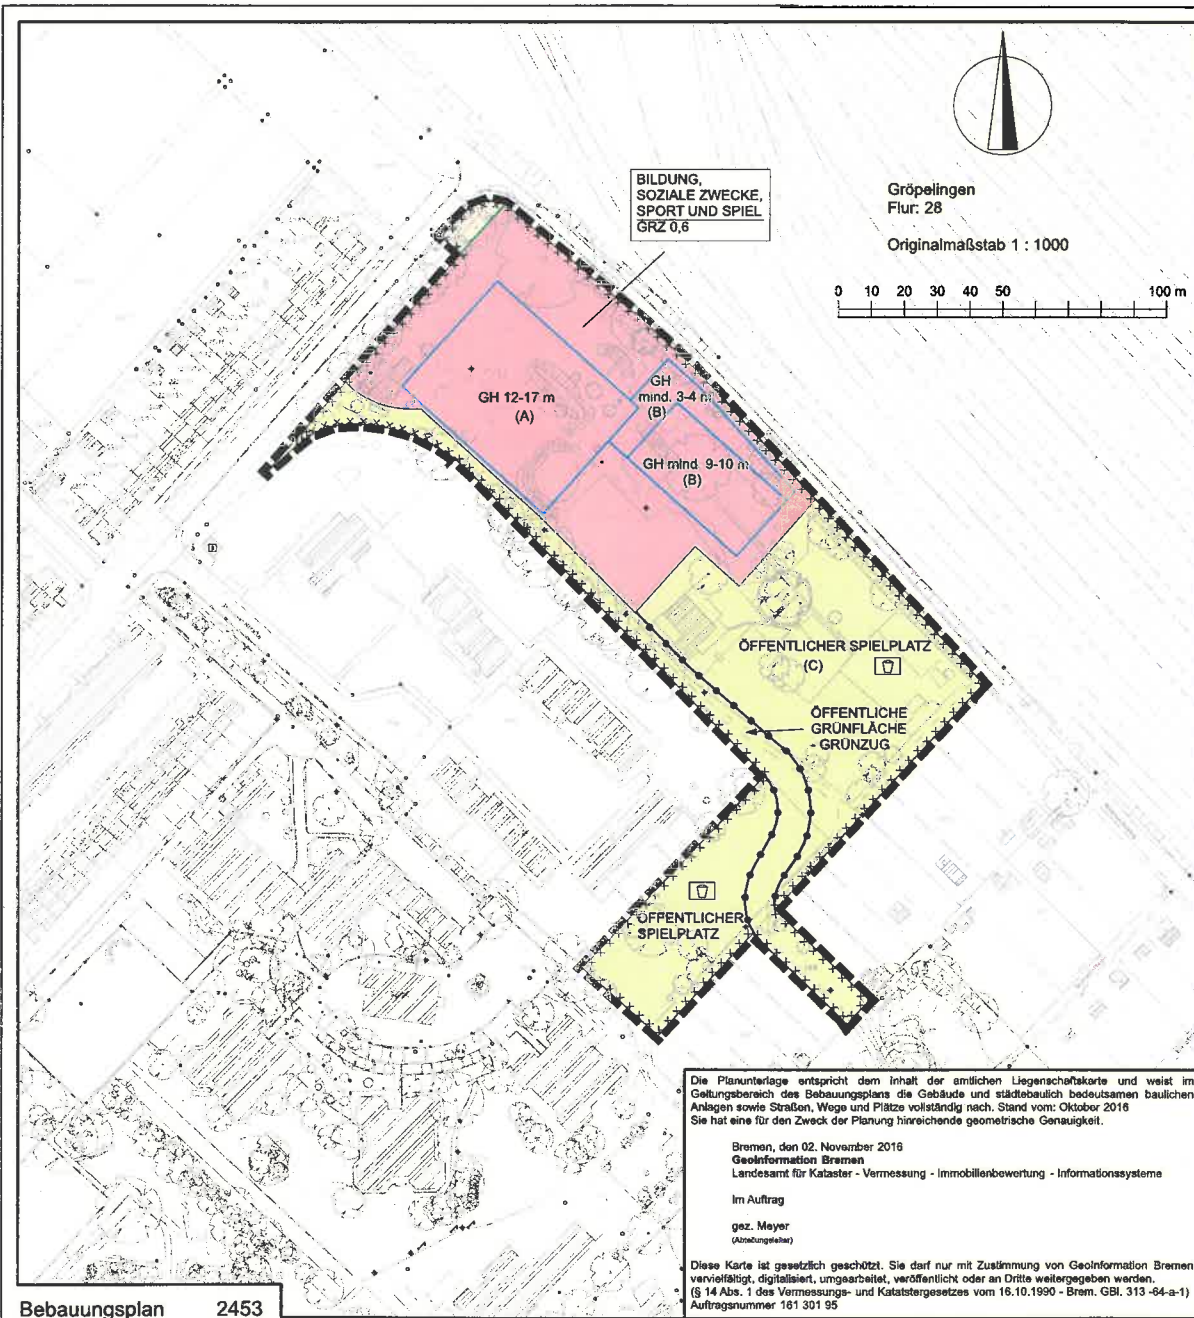 BILDUNG,
SOZIALE ZWECKE,
SPORT UND SPIEL
GRZ 0,6
Gröpelingen
Flur: 28
Originalmaßstab 1 : 1000
0 10 20 30 40 50 100 m
GH 12-17 m
(A)
GH
mind. 3-4 m
(B)
GH mind. 9-10 m
(B)
ÖFFENTLICHER SPIELPLATZ
(C)
ÖFFENTLICHE
GRÜNFLÄCHE
- GRÜNZUG
ÖFFENTLICHER
SPIELPLATZ
Die Planunterlage entspricht dem Inhalt der amtlichen Liegenschaftskarte und weist im
Geltungsbereich des Bebauungsplans die Gebäude und städtebaulich bedeutsamen baulichen
Anlagen sowie Straßen, Wege und Plätze vollständig nach. Stand vom: Oktober 2016
Sie hat eine für den Zweck der Planung hinreichende geometrische Genauigkeit.
Bremen, den 02. November 2016
GeoInformation Bremen
Landesamt für Kataster - Vermessung - Immobilienbewertung - Informationssysteme
Im Auftrag
gez. Meyer
(Abteilungsleiter)
Diese Karte ist gesetzlich geschützt. Sie darf nur mit Zustimmung von GeoInformation Bremen
vervielfältigt, digitalisiert, umgearbeitet, veröffentlicht oder an Dritte weitergegeben werden.
(§ 14 Abs. 1 des Vermessungs- und Katatstergesetzes vom 16.10.1990 - Brem. GBl. 313 -64-a-1)
Auftragsnummer 161 301 95
Bebauungsplan 2453